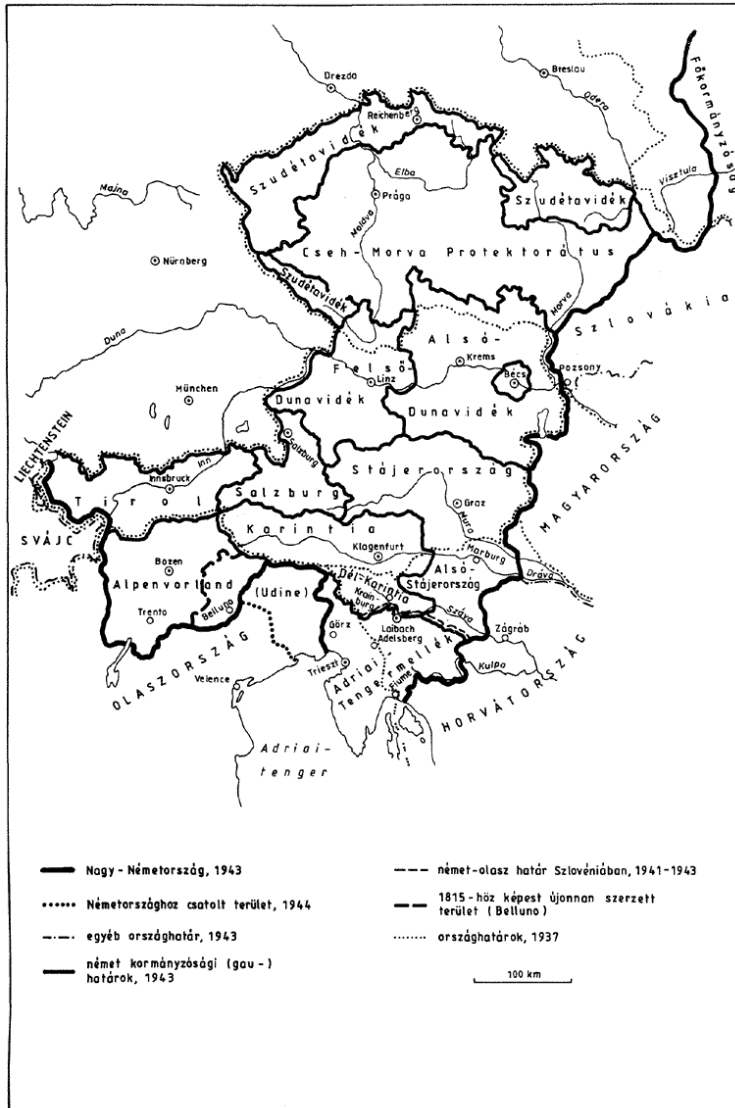 Drezda
Breslau
Odera
Főkormányzóság
Reichenberg
Szudétavidék
Elba
Visztula
Majna
Prága
Szudétavidék
Moldva
Cseh-Morva Protektorátus
Nürnberg
Szudétavidék
Morva
Szlovákia
Duna
Alsó-
Felső-
Krems
Linz
Bécs
Pozsony
München
Dunavidék
Dunavidék
LIECHTENSTEIN
Salzburg
MAGYARORSZÁG
Inn
Stájerország
Innsbruck
Tirol
Salzburg
Graz
Mura
SVÁJC
Karintia
Klagenfurt
Marburg
Alsó-
Stájerország
Dráva
Bozen
Alpenvorland
Dél-Karintia
(Udine)
Krain-
burg
Trento
Belluno
Száva
Laibach
Görz
Adelsberg
Zágráb
OLASZORSZÁG
Trieszt
Adriai-
Tengermellék
Kulpa
Velence
Fiume
HORVÁTORSZÁG
Adriai-
tenger
Nagy-Németország, 1943
Németországhoz csatolt terület, 1944
egyéb országhatár, 1943
német kormányzósági (gau-)
határok, 1943
német-olasz határ Szlovéniában, 1941-1943
1815-höz képest újonnan szerzett
terület (Belluno)
országhatárok, 1937
100 km